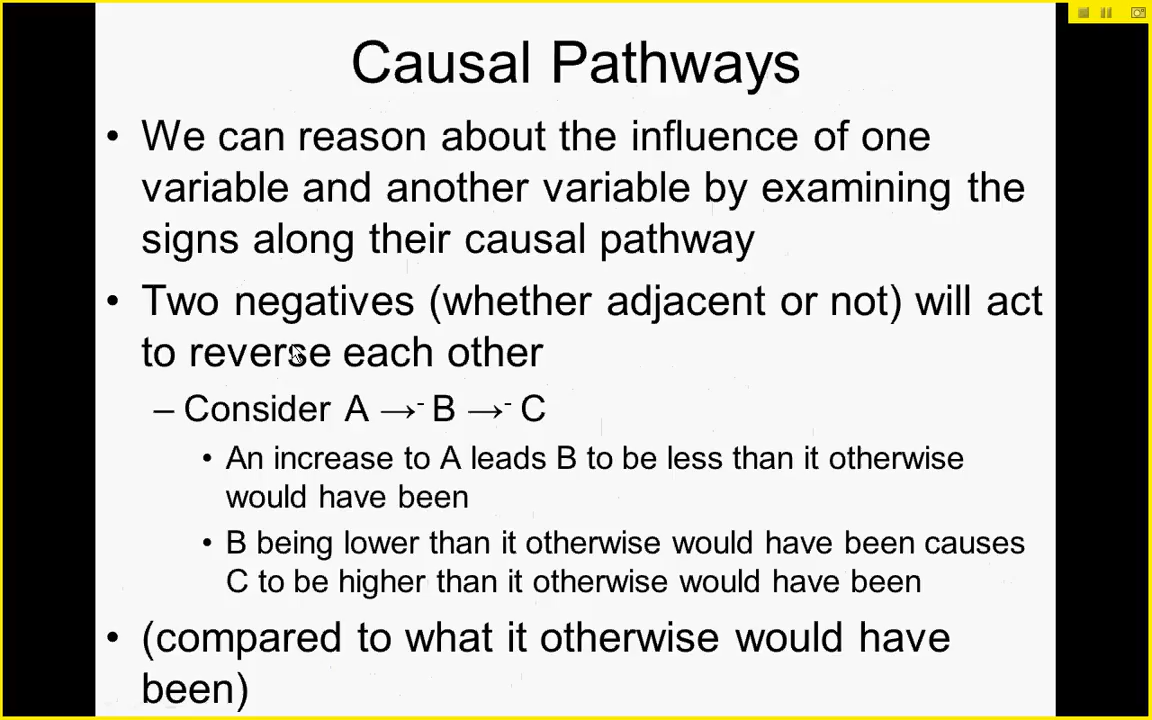 Causal Pathways
• We can reason about the influence of one
variable and another variable by examining the
signs along their causal pathway
• Two negatives (whether adjacent or not) will act
to reverse each other
– Consider A →- B →- C
• An increase to A leads B to be less than it otherwise
would have been
• B being lower than it otherwise would have been causes
C to be higher than it otherwise would have been
• (compared to what it otherwise would have
been)